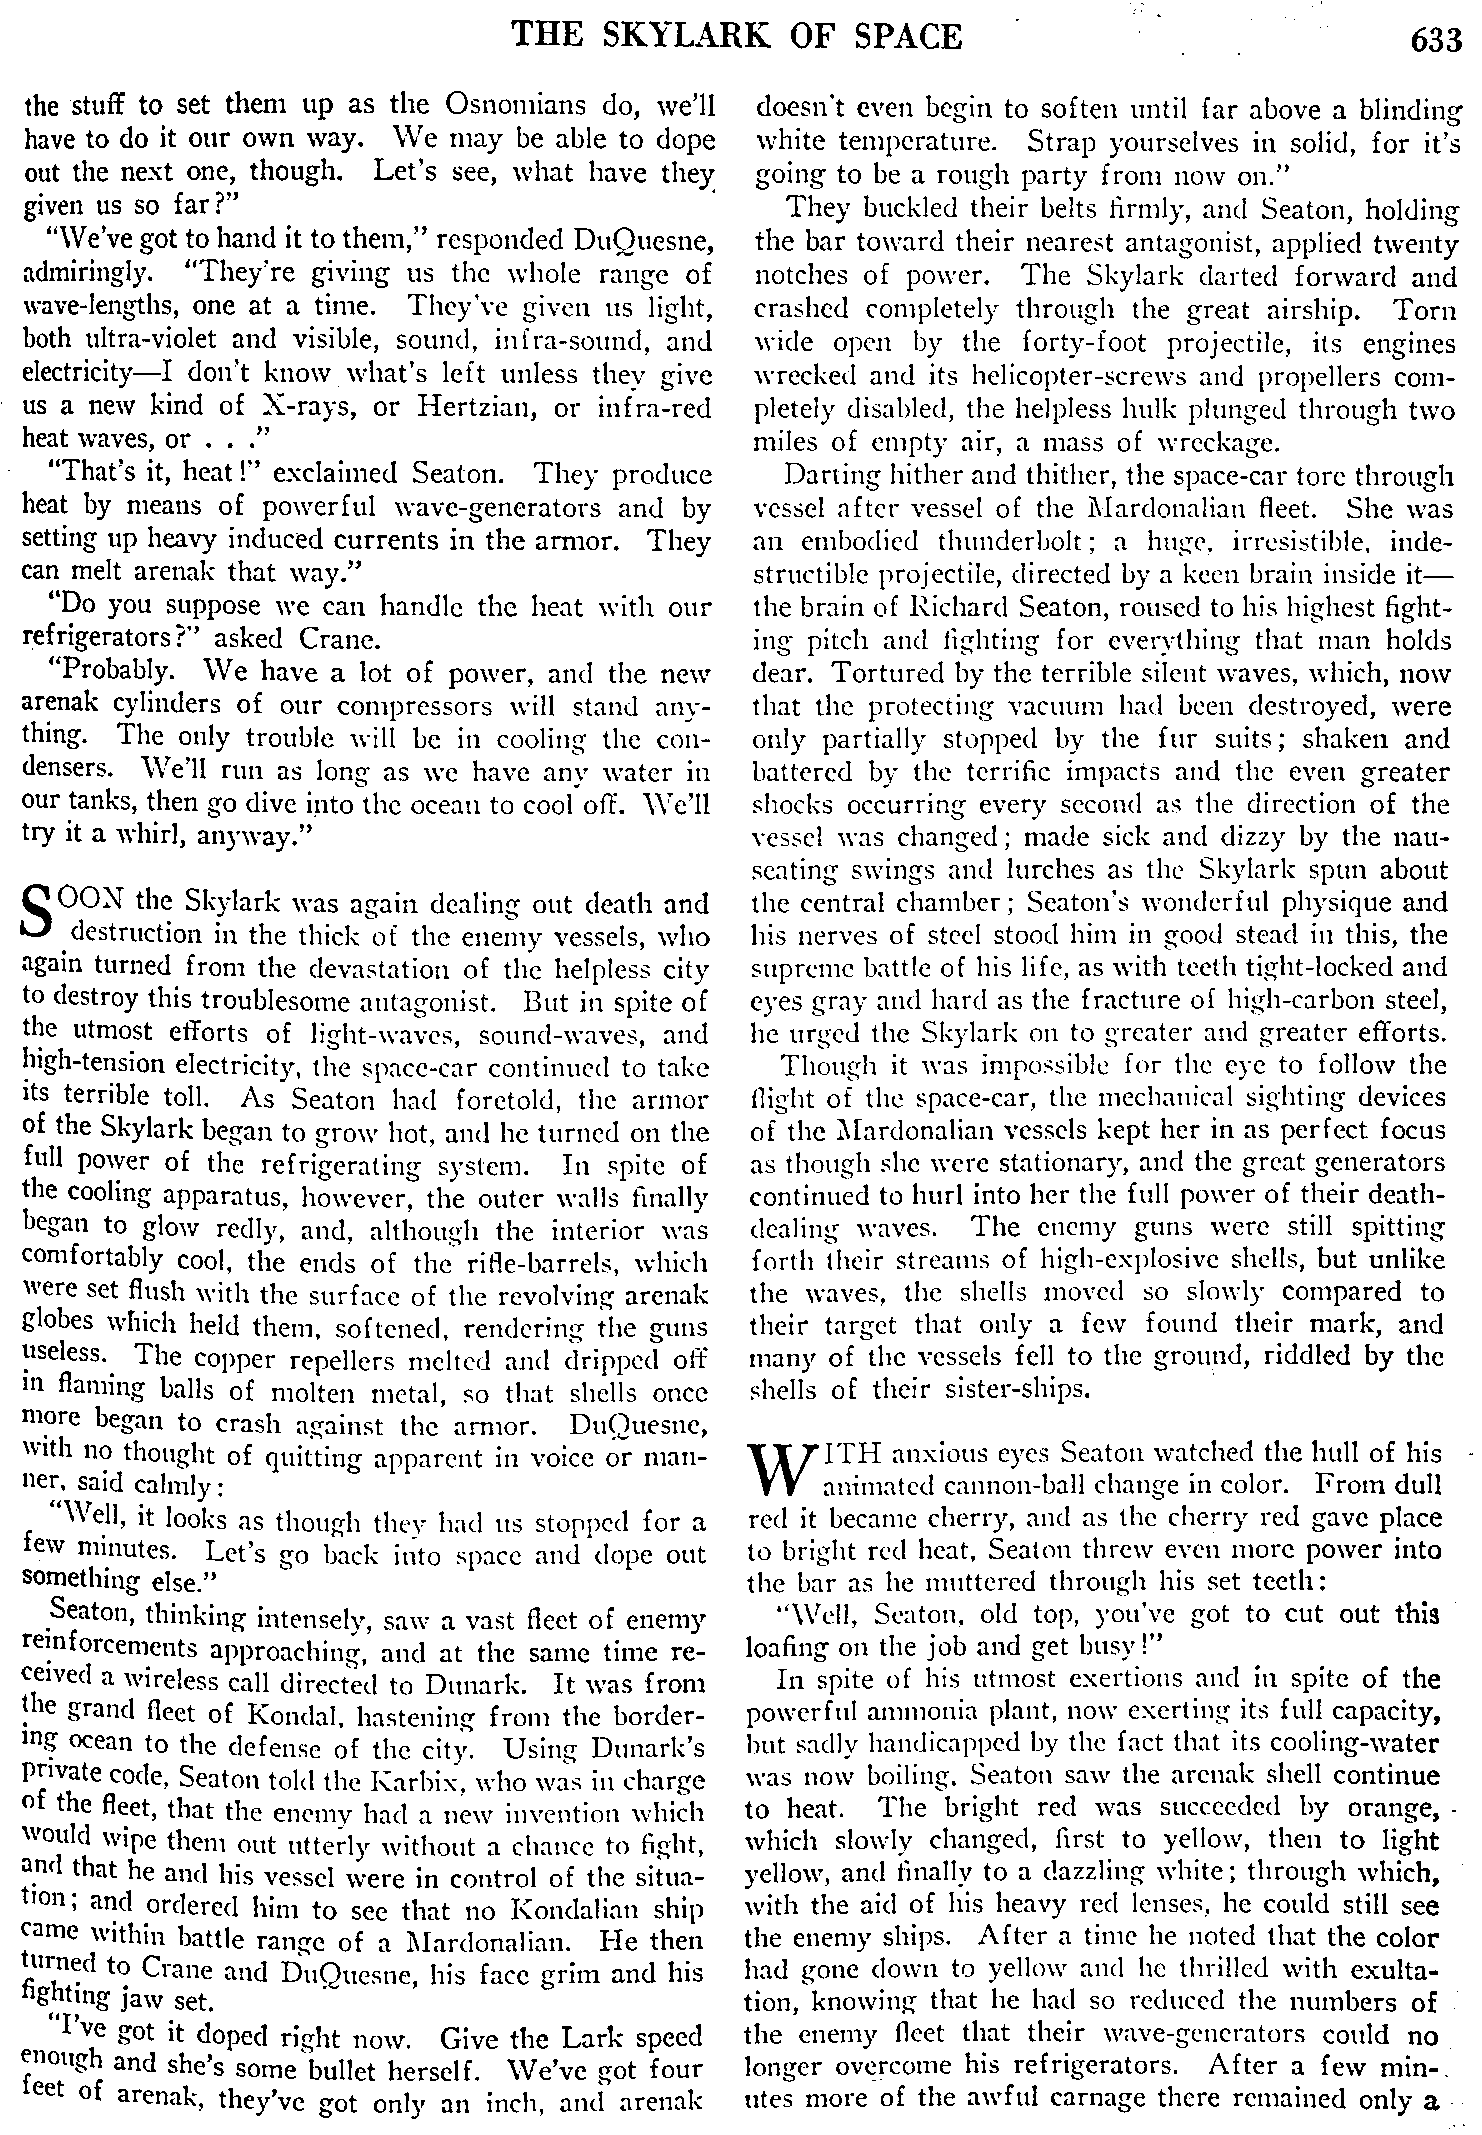 THE SKYLARK OF SPACE
633
the stuff to set them up as the Osnomians do, we'll
have to do it our own way. We may be able to dope
out the next one, though. Let's see, what have they
given us so far?"
"We've got to hand it to them," responded DuQuesne,
admiringly. "They're giving us the whole range of
wave-lengths, one at a time. They've given us light,
both ultra-violet and visible, sound, infra-sound, and
electricity—I don't know what's left unless they give
us a new kind of X-rays, or Hertzian, or infra-red
heat waves, or . . ."
"That's it, heat!" exclaimed Seaton. They produce
heat by means of powerful wave-generators and by
setting up heavy induced currents in the armor. They
can melt arenak that way."
"Do you suppose we can handle the heat with our
refrigerators?" asked Crane.
"Probably. We have a lot of power, and the new
arenak cylinders of our compressors will stand any-
thing. The only trouble will be in cooling the con-
densers. We'll run as long as we have any water in
our tanks, then go dive into the ocean to cool off. We'll
try it a whirl, anyway."
SOON the Skylark was again dealing out death and
destruction in the thick of the enemy vessels, who
again turned from the devastation of the helpless city
to destroy this troublesome antagonist. But in spite of
the utmost efforts of light-waves, sound-waves, and
high-tension electricity, the space-car continued to take
its terrible toll. As Seaton had foretold, the armor
of the Skylark began to grow hot, and he turned on the
full power of the refrigerating system. In spite of
the cooling apparatus, however, the outer walls finally
began to glow redly, and, although the interior was
comfortably cool, the ends of the rifle-barrels, which
were set flush with the surface of the revolving arenak
globes which held them, softened, rendering the guns
useless. The copper repellers melted and dripped off
in flaming balls of molten metal, so that shells once
more began to crash against the armor. DuQuesne,
with no thought of quitting apparent in voice or man-
ner, said calmly:
"Well, it looks as though they had us stopped for a
few minutes. Let's go back into space and dope out
something else."
Seaton, thinking intensely, saw a vast fleet of enemy
reinforcements approaching, and at the same time re-
ceived a wireless call directed to Dunark. It was from
the grand fleet of Kondal, hastening from the border-
ing ocean to the defense of the city. Using Dunark's
private code, Seaton told the Karbix, who was in charge
of the fleet, that the enemy had a new invention which
would wipe them out utterly without a chance to fight,
and that he and his vessel were in control of the situa-
tion; and ordered him to see that no Kondalian ship
came within battle range of a Mardonalian. He then
turned to Crane and DuQuesne, his face grim and his
fighting jaw set.
"I've got it doped right now. Give the Lark speed
enough and she's some bullet herself. We've got four
feet of arenak, they've got only an inch, and arenak
doesn't even begin to soften until far above a blinding
white temperature. Strap yourselves in solid, for it's
going to be a rough party from now on."
They buckled their belts firmly, and Seaton, holding
the bar toward their nearest antagonist, applied twenty
notches of power. The Skylark darted forward and
crashed completely through the great airship. Torn
wide open by the forty-foot projectile, its engines
wrecked and its helicopter-screws and propellers com-
pletely disabled, the helpless hulk plunged through two
miles of empty air, a mass of wreckage.
Darting hither and thither, the space-car tore through
vessel after vessel of the Mardonalian fleet. She was
an embodied thunderbolt; a huge, irresistible, inde-
structible projectile, directed by a keen brain inside it—
the brain of Richard Seaton, roused to his highest fight-
ing pitch and fighting for everything that man holds
dear. Tortured by the terrible silent waves, which, now
that the protecting vacuum had been destroyed, were
only partially stopped by the fur suits; shaken and
battered by the terrific impacts and the even greater
shocks occurring every second as the direction of the
vessel was changed; made sick and dizzy by the nau-
seating swings and lurches as the Skylark spun about
the central chamber; Seaton's wonderful physique and
his nerves of steel stood him in good stead in this, the
supreme battle of his life, as with teeth tight-locked and
eyes gray and hard as the fracture of high-carbon steel,
he urged the Skylark on to greater and greater efforts.
Though it was impossible for the eye to follow the
flight of the space-car, the mechanical sighting devices
of the Mardonalian vessels kept her in as perfect focus
as though she were stationary, and the great generators
continued to hurl into her the full power of their death-
dealing waves. The enemy guns were still spitting
forth their streams of high-explosive shells, but unlike
the waves, the shells moved so slowly compared to
their target that only a few found their mark, and
many of the vessels fell to the ground, riddled by the
shells of their sister-ships.
WITH anxious eyes Seaton watched the hull of his
animated cannon-ball change in color. From dull
red it became cherry, and as the cherry red gave place
to bright red heat, Seaton threw even more power into
the bar as he muttered through his set teeth:
"Well, Seaton, old top, you've got to cut out this
loafing on the job and get busy!"
In spite of his utmost exertions and in spite of the
powerful ammonia plant, now exerting its full capacity,
but sadly handicapped by the fact that its cooling-water
was now boiling, Seaton saw the arenak shell continue
to heat. The bright red was succeeded by orange,
which slowly changed, first to yellow, then to light
yellow, and finally to a dazzling white; through which,
with the aid of his heavy red lenses, he could still see
the enemy ships. After a time he noted that the color
had gone down to yellow and he thrilled with exulta-
tion, knowing that he had so reduced the numbers of
the enemy fleet that their wave-generators could no
longer overcome his refrigerators. After a few min-
utes more of the awful carnage there remained only a